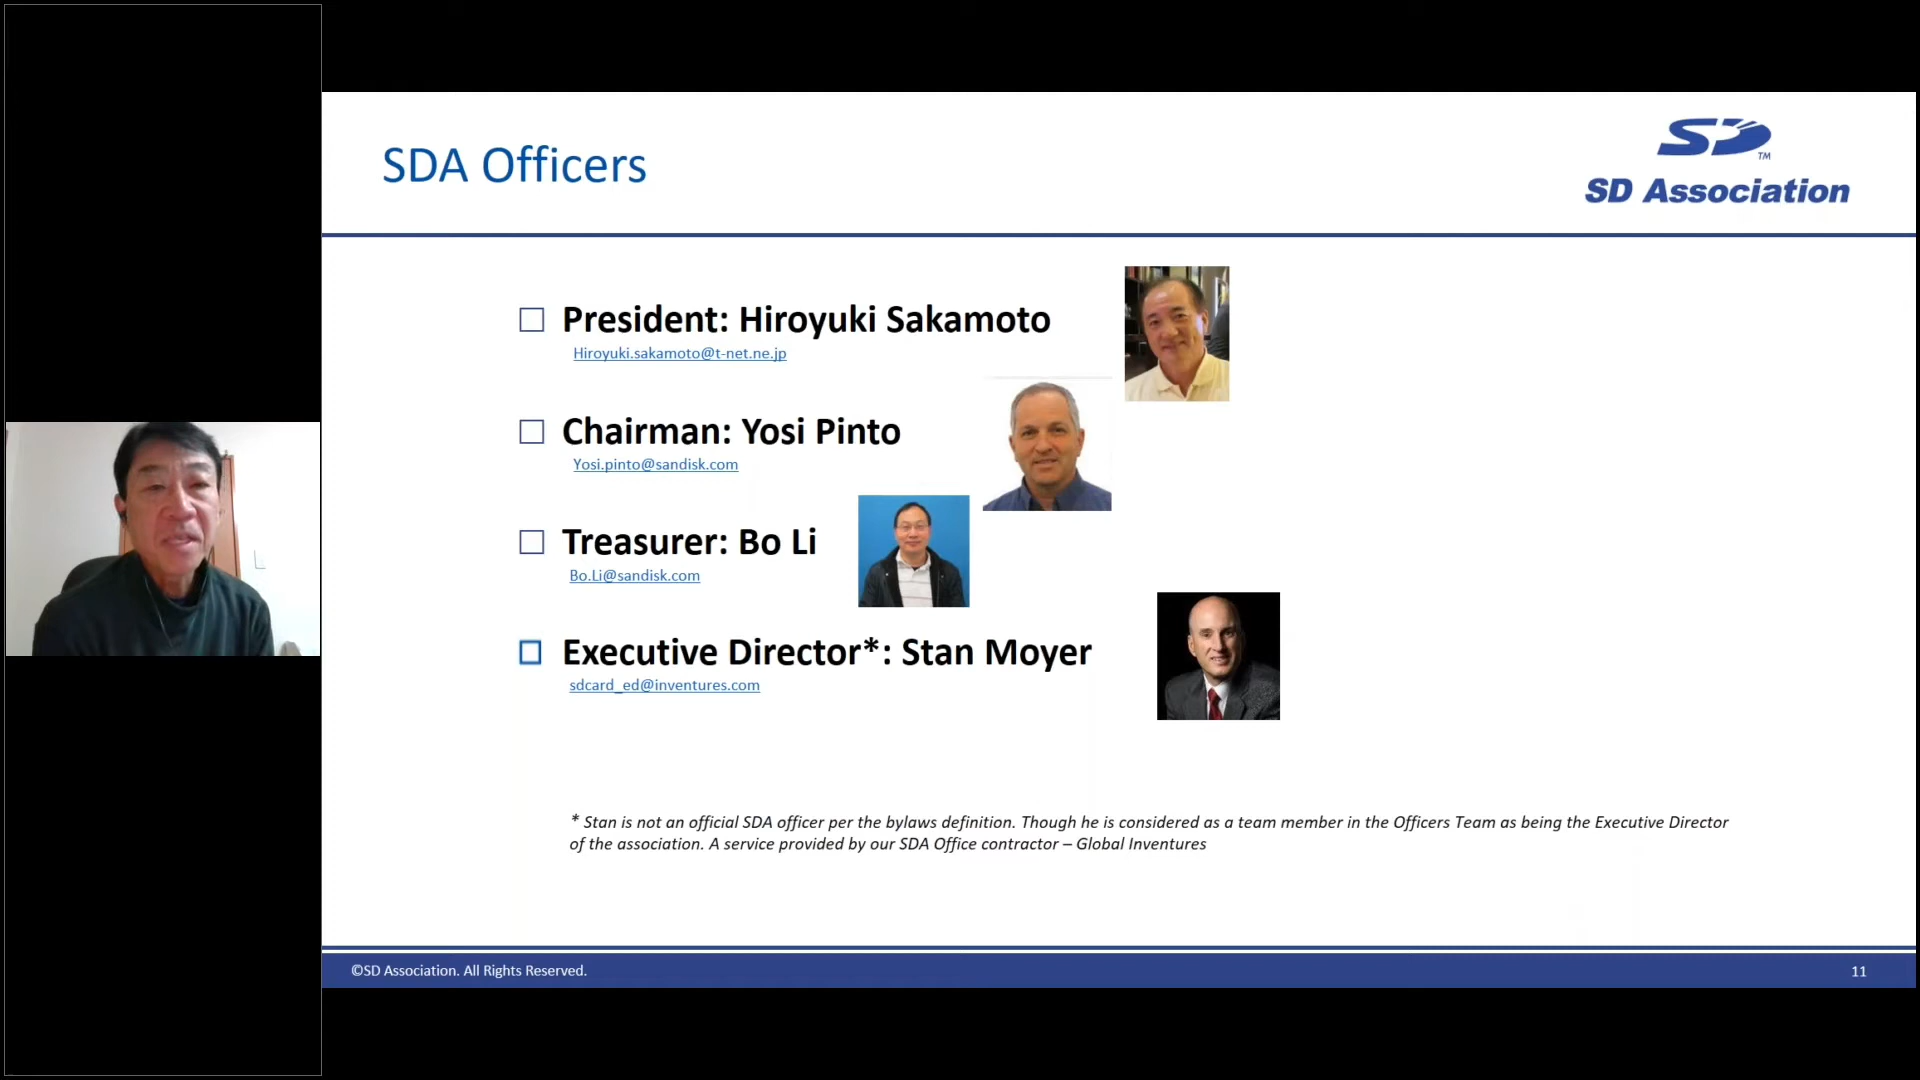 SDA Officers
SD
TM
SD Association
President: Hiroyuki Sakamoto
Hiroyuki.sakamoto@t-net.ne.jp
Chairman: Yosi Pinto
Yosi.pinto@sandisk.com
Treasurer: Bo Li
Bo.Li@sandisk.com
Executive Director*: Stan Moyer
sdcard_ed@inventures.com
* Stan is not an official SDA officer per the bylaws definition. Though he is considered as a team member in the Officers Team as being the Executive Director
of the association. A service provided by our SDA Office contractor – Global Inventures
©SD Association. All Rights Reserved.
11